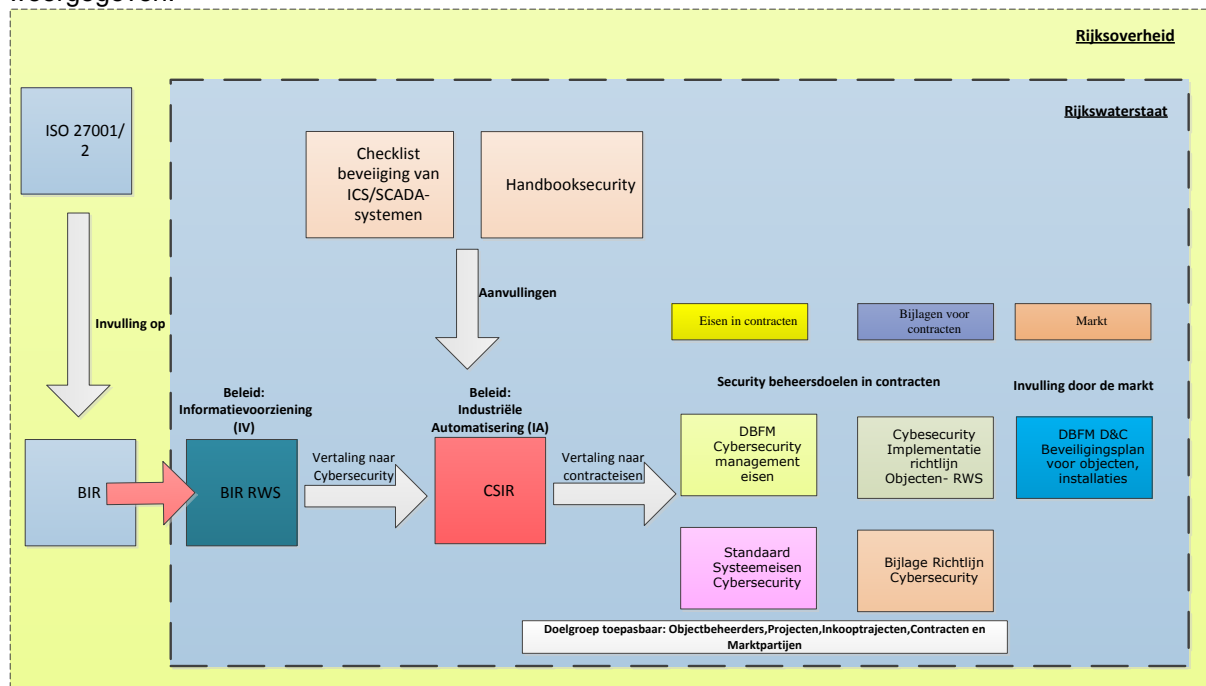 weergegeven.
Rijksoverheid
Rijkswaterstaat
ISO 27001/
2
Checklist
beveiiging van
ICS/SCADA-
systemen
Handbooksecurity
Invulling op
Aanvullingen
Eisen in contracten
Bijlagen voor
contracten
Markt
Security beheersdoelen in contracten
Invulling door de markt
Beleid:
Informatievoorziening
(IV)
Beleid:
Industriële
Automatisering (IA)
BIR
BIR RWS
Vertaling naar
Cybersecurity
CSIR
Vertaling naar
contracteisen
DBFM
Cybersecurity
management
eisen
Cybesecurity
Implementatie
richtlijn
Objecten- RWS
DBFM D&C
Beveiligingsplan
voor objecten,
installaties
Standaard
Systeemeisen
Cybersecurity
Bijlage Richtlijn
Cybersecurity
Doelgroep toepasbaar: Objectbeheerders,Projecten,Inkooptrajecten,Contracten en
Marktpartijen